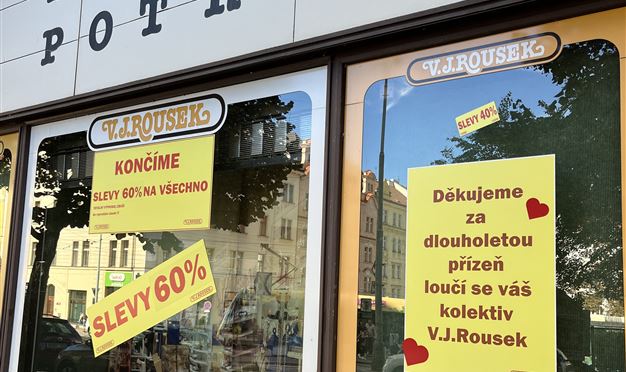 POT
V.J.ROUSEK
V.J.ROUSEK
SLEVY 40%
KONČÍME
SLEVY 60% NA VŠECHNO
SLEVY 60%
Děkujeme
za
dlouholetou
přízeň
loučí se váš
kolektiv
V.J.Rousek